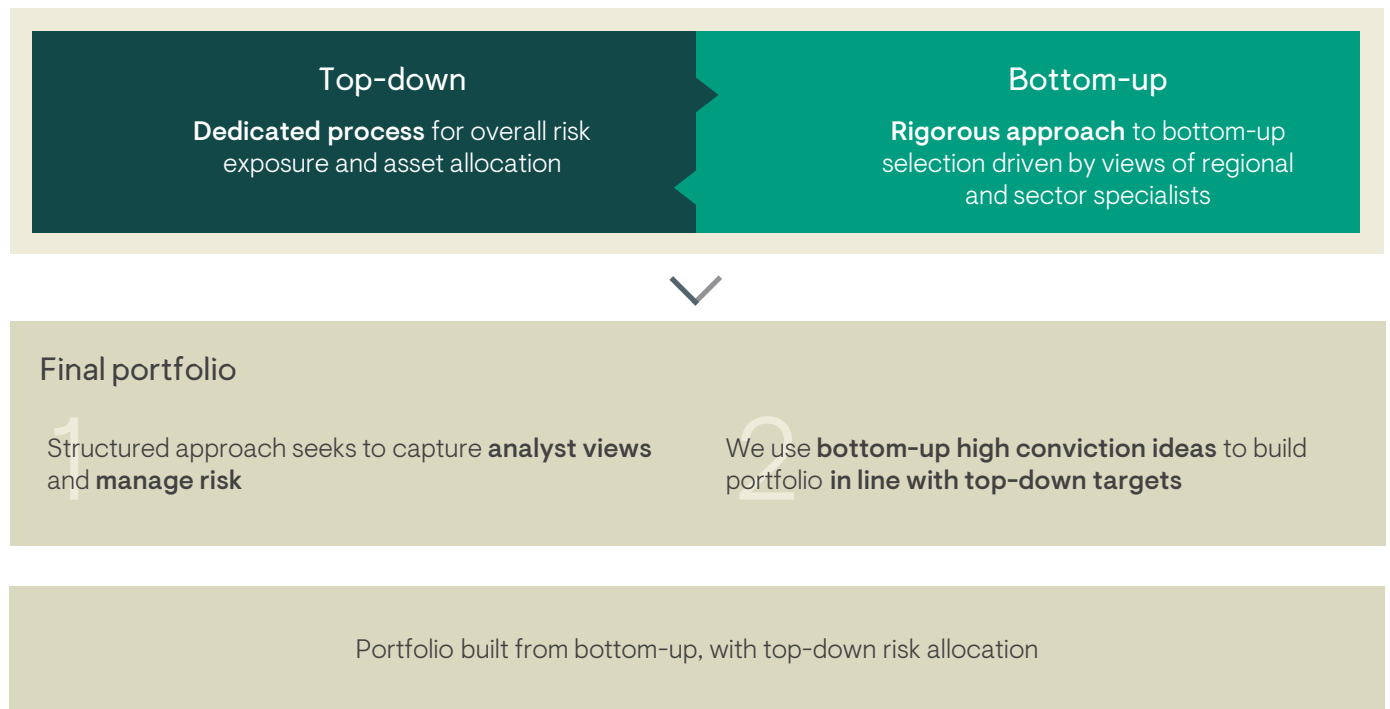 Top-down
Dedicated process for overall risk
exposure and asset allocation
Bottom-up
Rigorous approach to bottom-up
selection driven by views of regional
and sector specialists
Final portfolio
1
Structured approach seeks to capture analyst views
and manage risk
2
We use bottom-up high conviction ideas to build
portfolio in line with top-down targets
Portfolio built from bottom-up, with top-down risk allocation